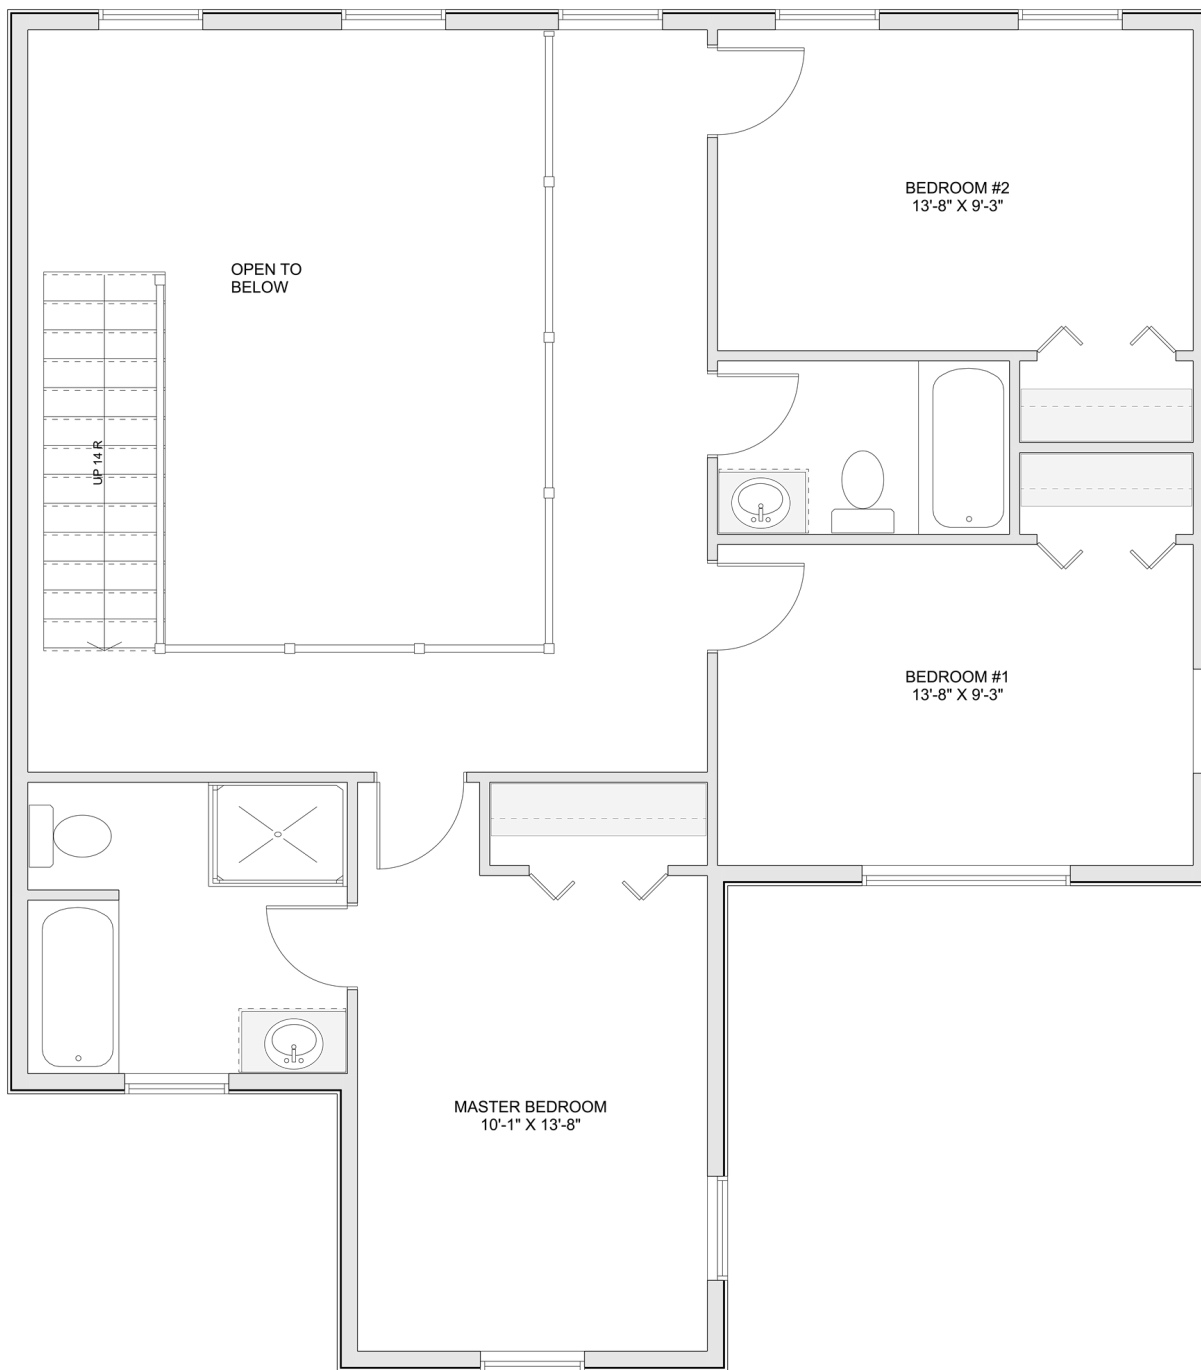 BEDROOM #2
13'-8" X 9'-3"
OPEN TO
BELOW
UP 14 R
BEDROOM #1
13'-8" X 9'-3"
MASTER BEDROOM
10'-1" X 13'-8"